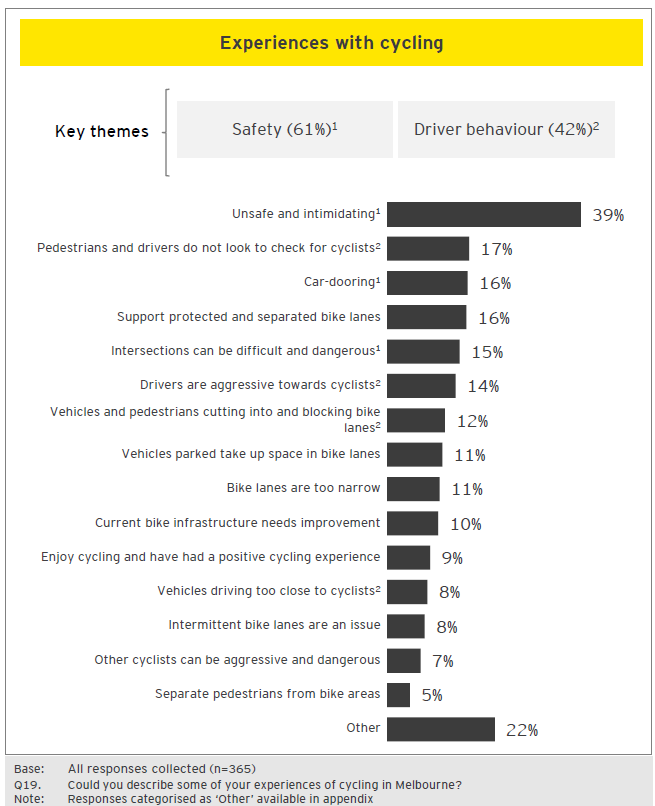 Experiences with cycling
Key themes
Safety (61%)¹
Driver behaviour (42%)²
Unsafe and intimidating¹ 39%
Pedestrians and drivers do not look to check for cyclists² 17%
Car-dooring¹ 16%
Support protected and separated bike lanes 16%
Intersections can be difficult and dangerous¹ 15%
Drivers are aggressive towards cyclists² 14%
Vehicles and pedestrians cutting into and blocking bike
lanes² 12%
Vehicles parked take up space in bike lanes 11%
Bike lanes are too narrow 11%
Current bike infrastructure needs improvement 10%
Enjoy cycling and have had a positive cycling experience 9%
Vehicles driving too close to cyclists² 8%
Intermittent bike lanes are an issue 8%
Other cyclists can be aggressive and dangerous 7%
Separate pedestrians from bike areas 5%
Other 22%
Base: All responses collected (n=365)
Q19. Could you describe some of your experiences of cycling in Melbourne?
Note: Responses categorised as ‘Other’ available in appendix